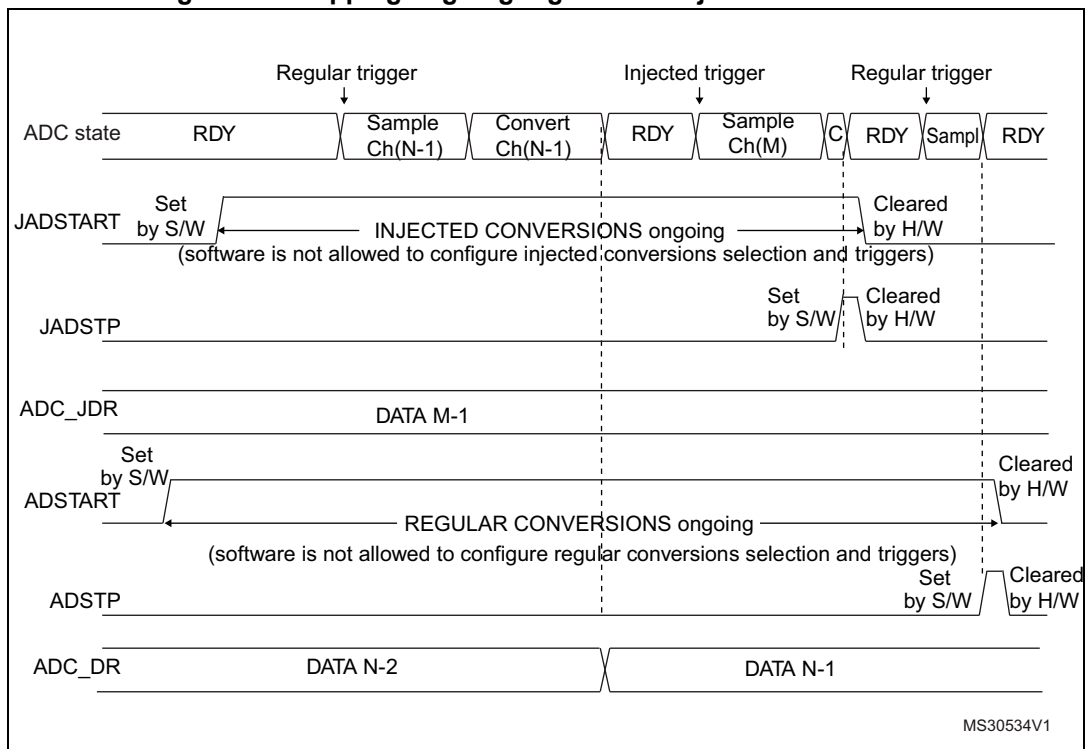 Regular trigger Injected trigger Regular trigger
ADC state RDY Sample Ch(N-1) Convert Ch(N-1) RDY Sample Ch(M) C RDY Sampl RDY
JADSTART Set by S/W INJECTED CONVERSIONS ongoing Cleared by H/W
(software is not allowed to configure injected conversions selection and triggers)
JADSTP Set by S/W Cleared by H/W
ADC_JDR DATA M-1
ADSTART Set by S/W REGULAR CONVERSIONS ongoing Cleared by H/W
(software is not allowed to configure regular conversions selection and triggers)
ADSTP Set by S/W Cleared by H/W
ADC_DR DATA N-2 DATA N-1
MS30534V1